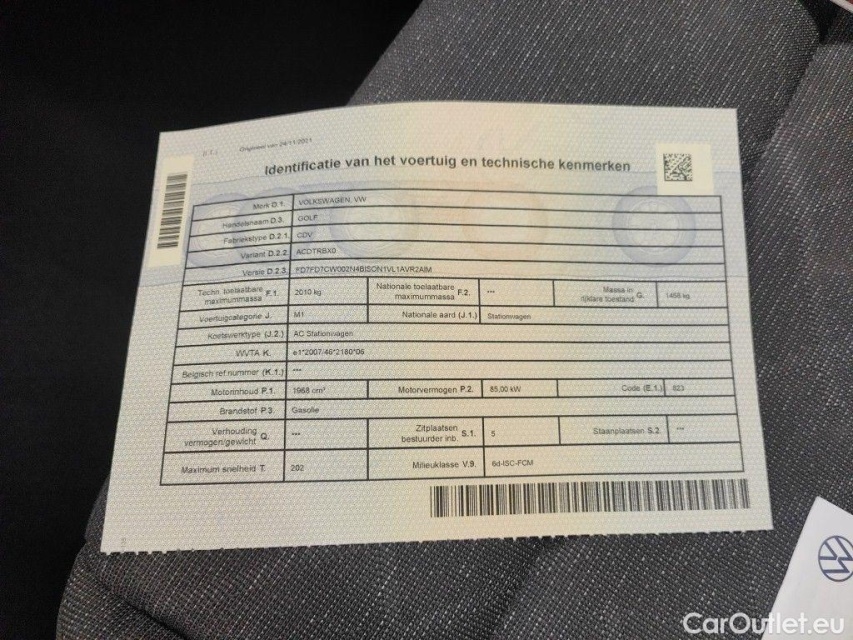 Origineel van 24/11/2021
Identificatie van het voertuig en technische kenmerken
Merk D.1. VOLKSWAGEN, VW
Handelsnaam D.3. GOLF
Fabriekstype D.2.1. CDV
Variant D.2.2. ACDTRBX0
Versie D.2.3.
Techn. toelaatbare maximummassa F.1. 2010 kg Nationale toelaatbare maximummassa F.2. --- Massa in rijklare toestand G. 1458 kg
Voertuigcategorie J. M1 Nationale aard (J.1.) Stationwagen
Koetswerktype (J.2.) AC Stationwagen
WVTA K. e1*2007/46*2180*06
Belgisch ref.nummer (K.1.) ---
Motorinhoud P.1. 1968 cm³ Motorvermogen P.2. 85,00 kW Code (E.1.) 823
Brandstof P.3. Gasolie
Verhouding vermogen/gewicht Q. --- Zitplaatsen bestuurder inb. S.1. 5 Staanplaatsen S.2. ---
Maximum snelheid T. 202 Milieuklasse V.9. 6d-ISC-FCM
CarOutlet.eu